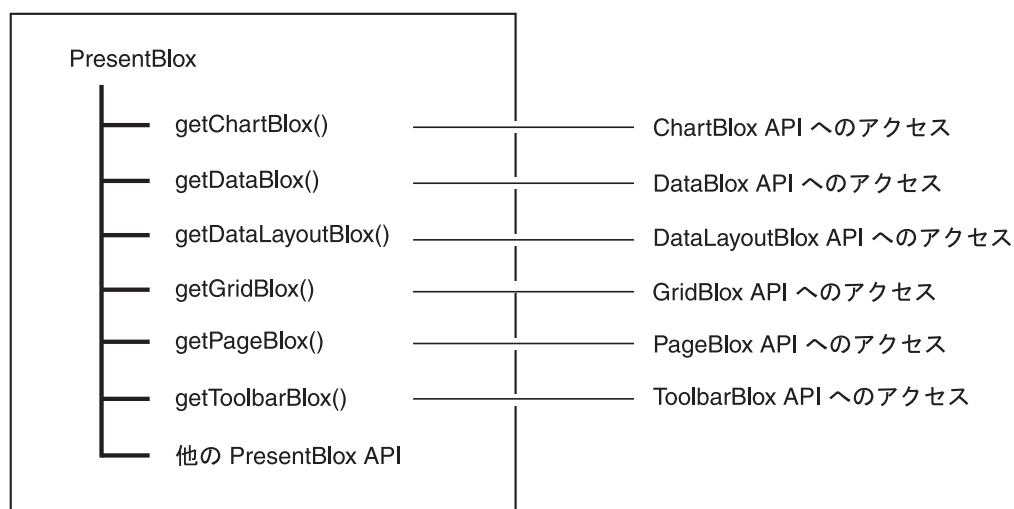 PresentBlox
getChartBlox() ChartBlox API へのアクセス
getDataBlox() DataBlox API へのアクセス
getDataLayoutBlox() DataLayoutBlox API へのアクセス
getGridBlox() GridBlox API へのアクセス
getPageBlox() PageBlox API へのアクセス
getToolbarBlox() ToolbarBlox API へのアクセス
他の PresentBlox API